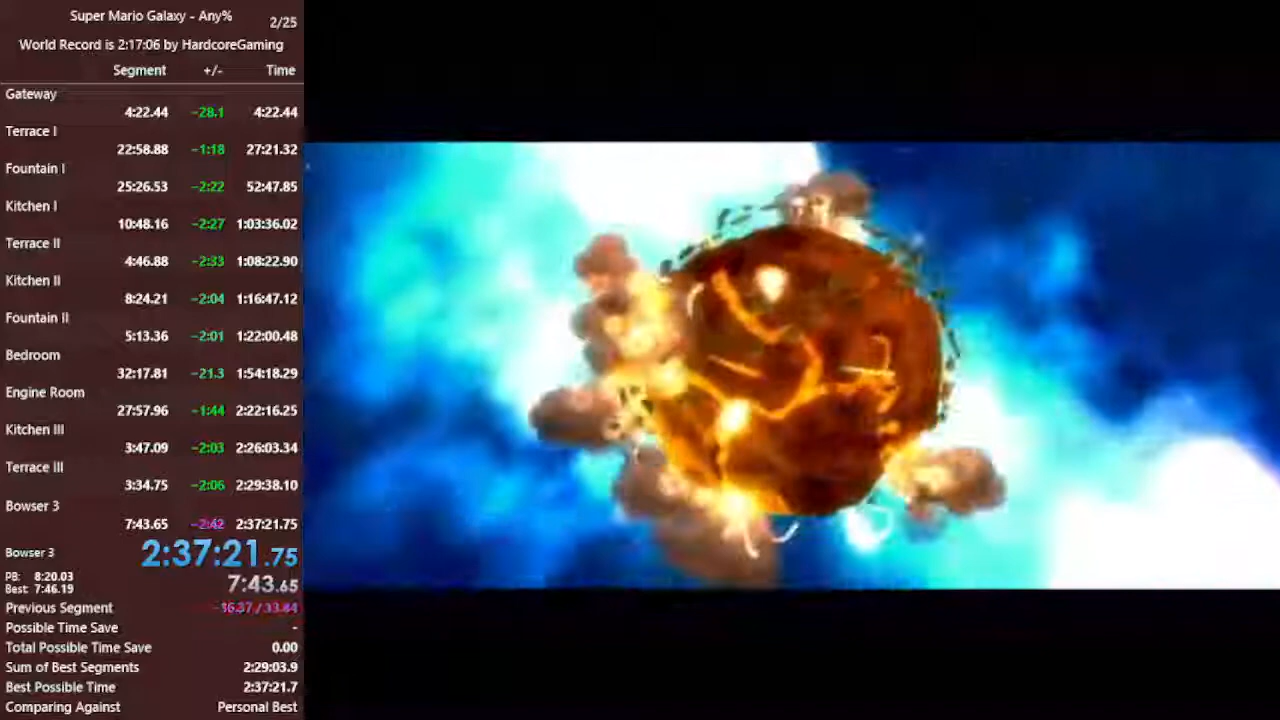 Super Mario Galaxy - Any%
2/25
World Record is 2:17:06 by HardcoreGaming
Segment +/- Time
Gateway
4:22.44 -28.1 4:22.44
Terrace I
22:58.88 -1:18 27:21.32
Fountain I
25:26.53 -2:22 52:47.85
Kitchen I
10:48.16 -2:27 1:03:36.02
Terrace II
4:46.88 -2:33 1:08:22.90
Kitchen II
8:24.21 -2:04 1:16:47.12
Fountain II
5:13.36 -2:01 1:22:00.48
Bedroom
32:17.81 -21.3 1:54:18.29
Engine Room
27:57.96 -1:44 2:22:16.25
Kitchen III
3:47.09 -2:03 2:26:03.34
Terrace III
3:34.75 -2:06 2:29:38.10
Bowser 3
7:43.65 -2:42 2:37:21.75
Bowser 3 2:37:21.75
PB: 8:20.03
Best: 7:46.19
7:43.65
Previous Segment
Possible Time Save -
Total Possible Time Save 0.00
Sum of Best Segments 2:29:03.9
Best Possible Time 2:37:21.7
Comparing Against Personal Best